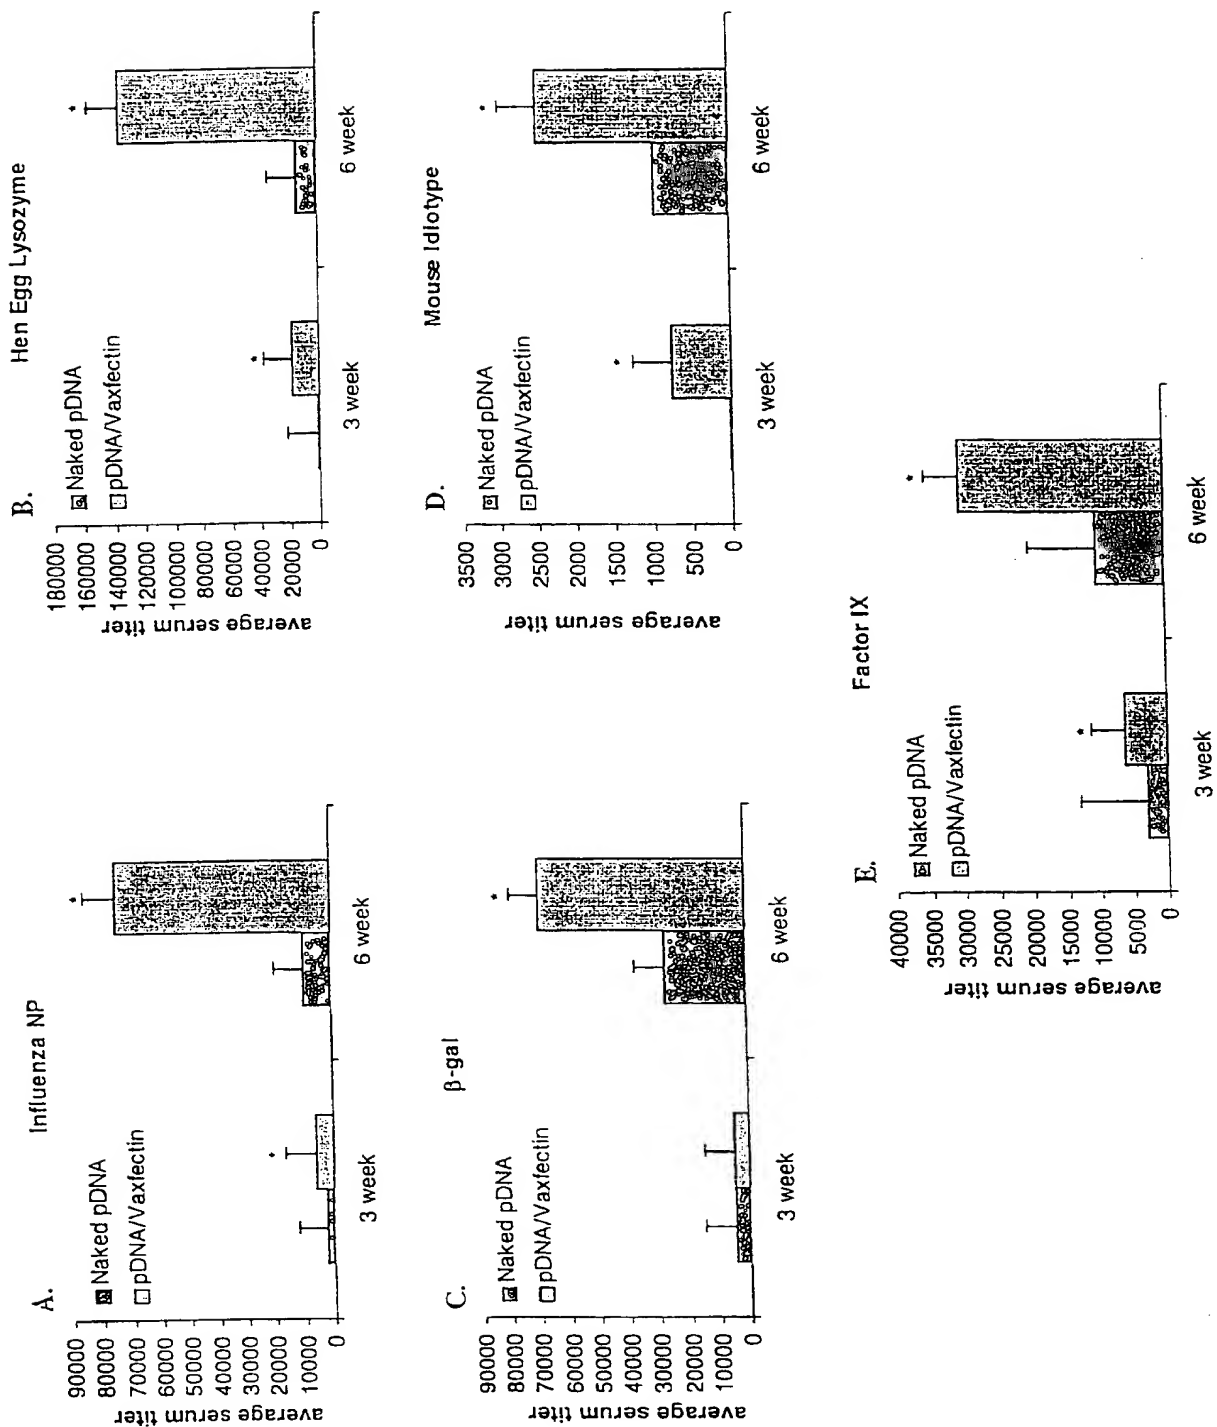 A.
Influenza NP
Naked pDNA
pDNA/Vaxfectin
average serum titer
90000
80000
70000
60000
50000
40000
30000
20000
10000
0
*
*
3 week
6 week
B.
Hen Egg Lysozyme
Naked pDNA
pDNA/Vaxfectin
average serum titer
180000
160000
140000
120000
100000
80000
60000
40000
20000
0
*
*
3 week
6 week
C.
β-gal
Naked pDNA
pDNA/Vaxfectin
average serum titer
90000
80000
70000
60000
50000
40000
30000
20000
10000
0
*
3 week
6 week
D.
Mouse Idiotype
Naked pDNA
pDNA/Vaxfectin
average serum titer
3500
3000
2500
2000
1500
1000
500
0
*
*
3 week
6 week
E.
Factor IX
Naked pDNA
pDNA/Vaxfectin
average serum titer
40000
35000
30000
25000
20000
15000
10000
5000
0
*
*
3 week
6 week